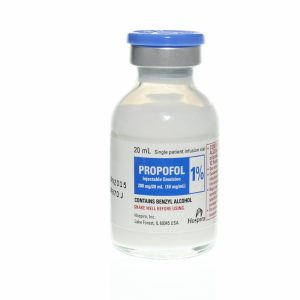 20 mL Single patient infusion vial
PROPOFOL
1%
Injectable Emulsion
200 mg/20 mL (10 mg/mL)
CONTAINS BENZYL ALCOHOL
SHAKE WELL BEFORE USING.
Hospira, Inc.
Lake Forest, IL 60045 USA
Hospira